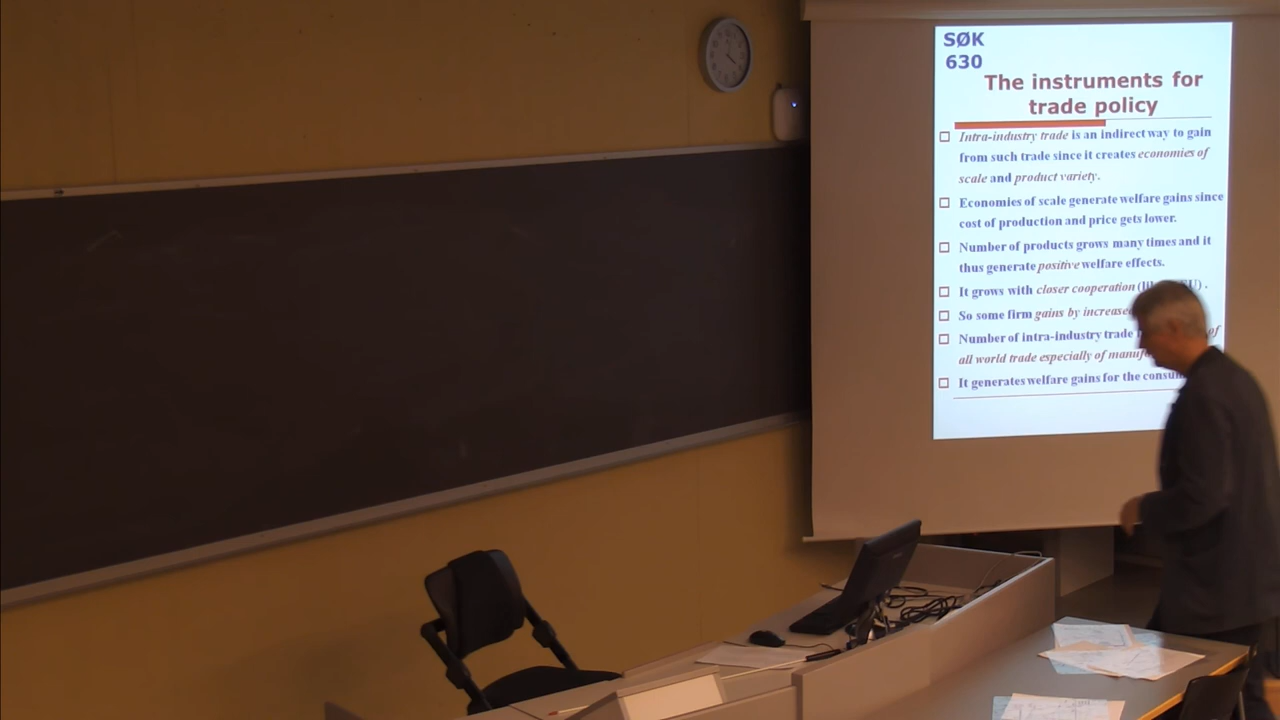 SØK
630
The instruments for
trade policy
Intra-industry trade is an indirect way to gain
from such trade since it creates economies of
scale and product variety.
Economies of scale generate welfare gains since
cost of production and price gets lower.
Number of products grows many times and it
thus generate positive welfare effects.
It grows with closer cooperation
So some firm gains by increased
Number of intra-industry trade of
all world trade especially of
It generates welfare gains for the